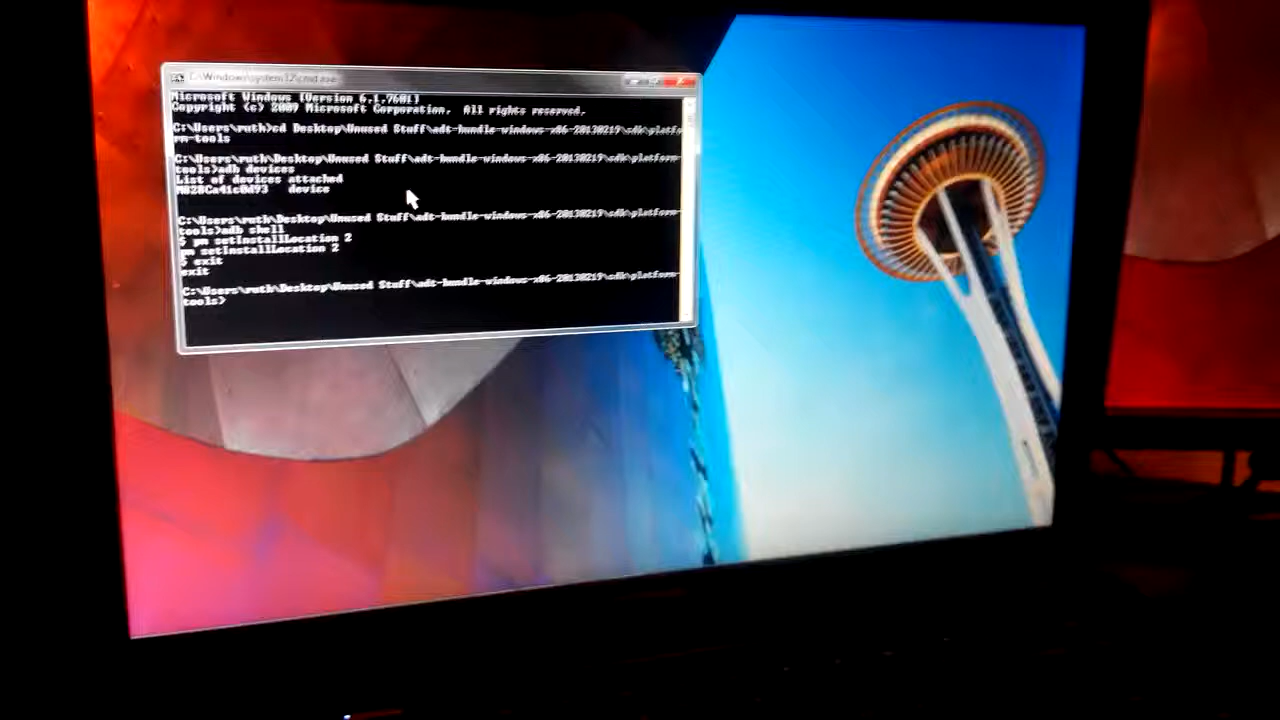 C:\Windows\system32\cmd.exe
Microsoft Windows [Version 6.1.7601]
Copyright (c) 2009 Microsoft Corporation.  All rights reserved.
C:\Users\ruth>cd Desktop\Unused Stuff\adt-bundle-windows-x86-20130219\sdk\platfo
rm-tools
C:\Users\ruth\Desktop\Unused Stuff\adt-bundle-windows-x86-20130219\sdk\platform-
tools>adb devices
List of devices attached
device
C:\Users\ruth\Desktop\Unused Stuff\adt-bundle-windows-x86-20130219\sdk\platform-
tools>adb shell
$ pm setInstallLocation 2
pm setInstallLocation 2
$ exit
exit
C:\Users\ruth\Desktop\Unused Stuff\adt-bundle-windows-x86-20130219\sdk\platform-
tools>